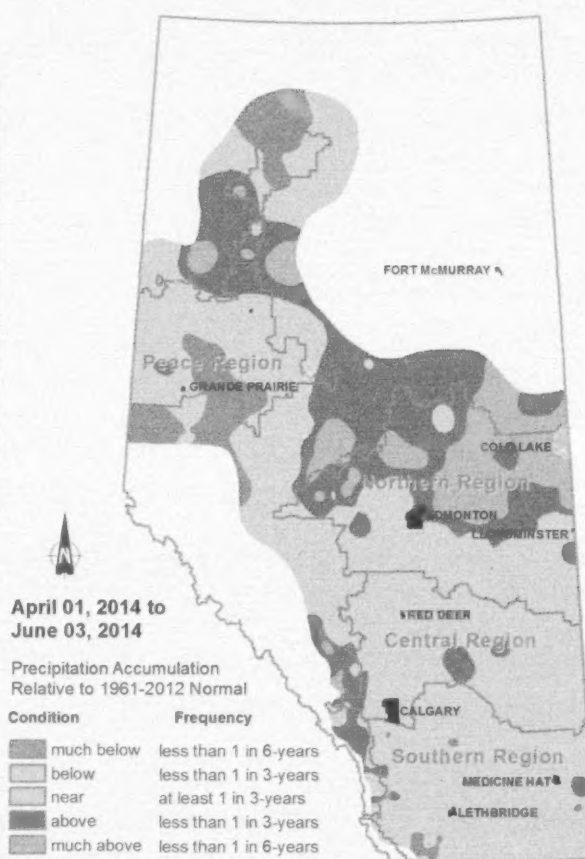 FORT McMURRAY
Peace Region
GRANDE PRAIRIE
COLD LAKE
Northern Region
EDMONTON
LLOYDMINSTER
N
April 01, 2014 to
June 03, 2014
RED DEER
Central Region
Precipitation Accumulation
Relative to 1961-2012 Normal
Condition Frequency
CALGARY
much below less than 1 in 6-years
Southern Region
below less than 1 in 3-years
MEDICINE HAT
near at least 1 in 3-years
LETHBRIDGE
above less than 1 in 3-years
much above less than 1 in 6-years